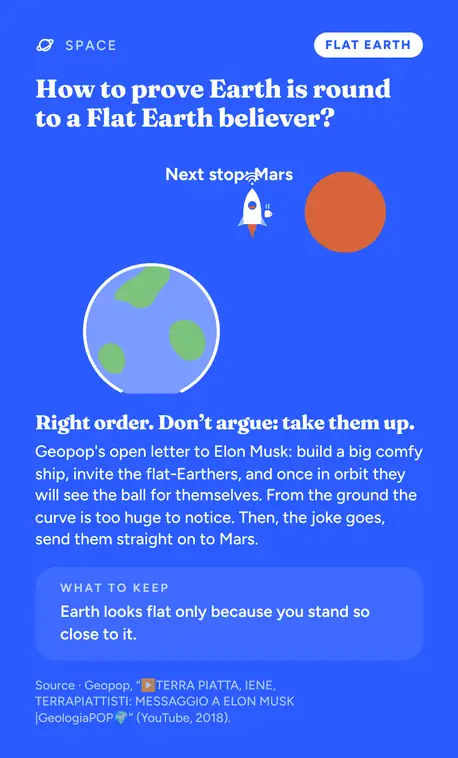 SPACE
FLAT EARTH
How to prove Earth is round
to a Flat Earth believer?
Next stop: Mars
Right order. Don’t argue: take them up.
Geopop's open letter to Elon Musk: build a big comfy
ship, invite the flat-Earthers, and once in orbit they
will see the ball for themselves. From the ground the
curve is too huge to notice. Then, the joke goes,
send them straight on to Mars.
WHAT TO KEEP
Earth looks flat only because you stand so
close to it.
Source · Geopop, “▶️TERRA PIATTA, IENE,
TERRAPIATTISTI: MESSAGGIO A ELON MUSK
|GeologiaPOP🌍” (YouTube, 2018).